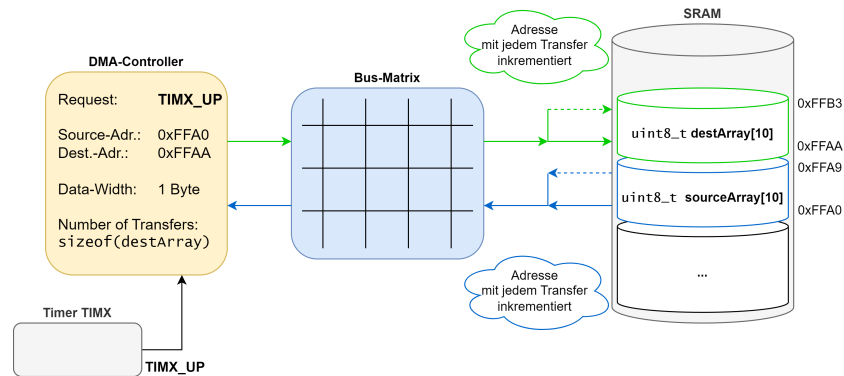 SRAM
Adresse
mit jedem Transfer
inkrementiert
DMA-Controller
Bus-Matrix
Request: TIMX_UP
Source-Adr.: 0xFFA0
Dest.-Adr.: 0xFFAA
Data-Width: 1 Byte
Number of Transfers:
sizeof(destArray)
0xFFB3
uint8_t destArray[10]
0xFFAA
0xFFA9
uint8_t sourceArray[10]
0xFFA0
...
Adresse
mit jedem Transfer
inkrementiert
Timer TIMX
TIMX_UP